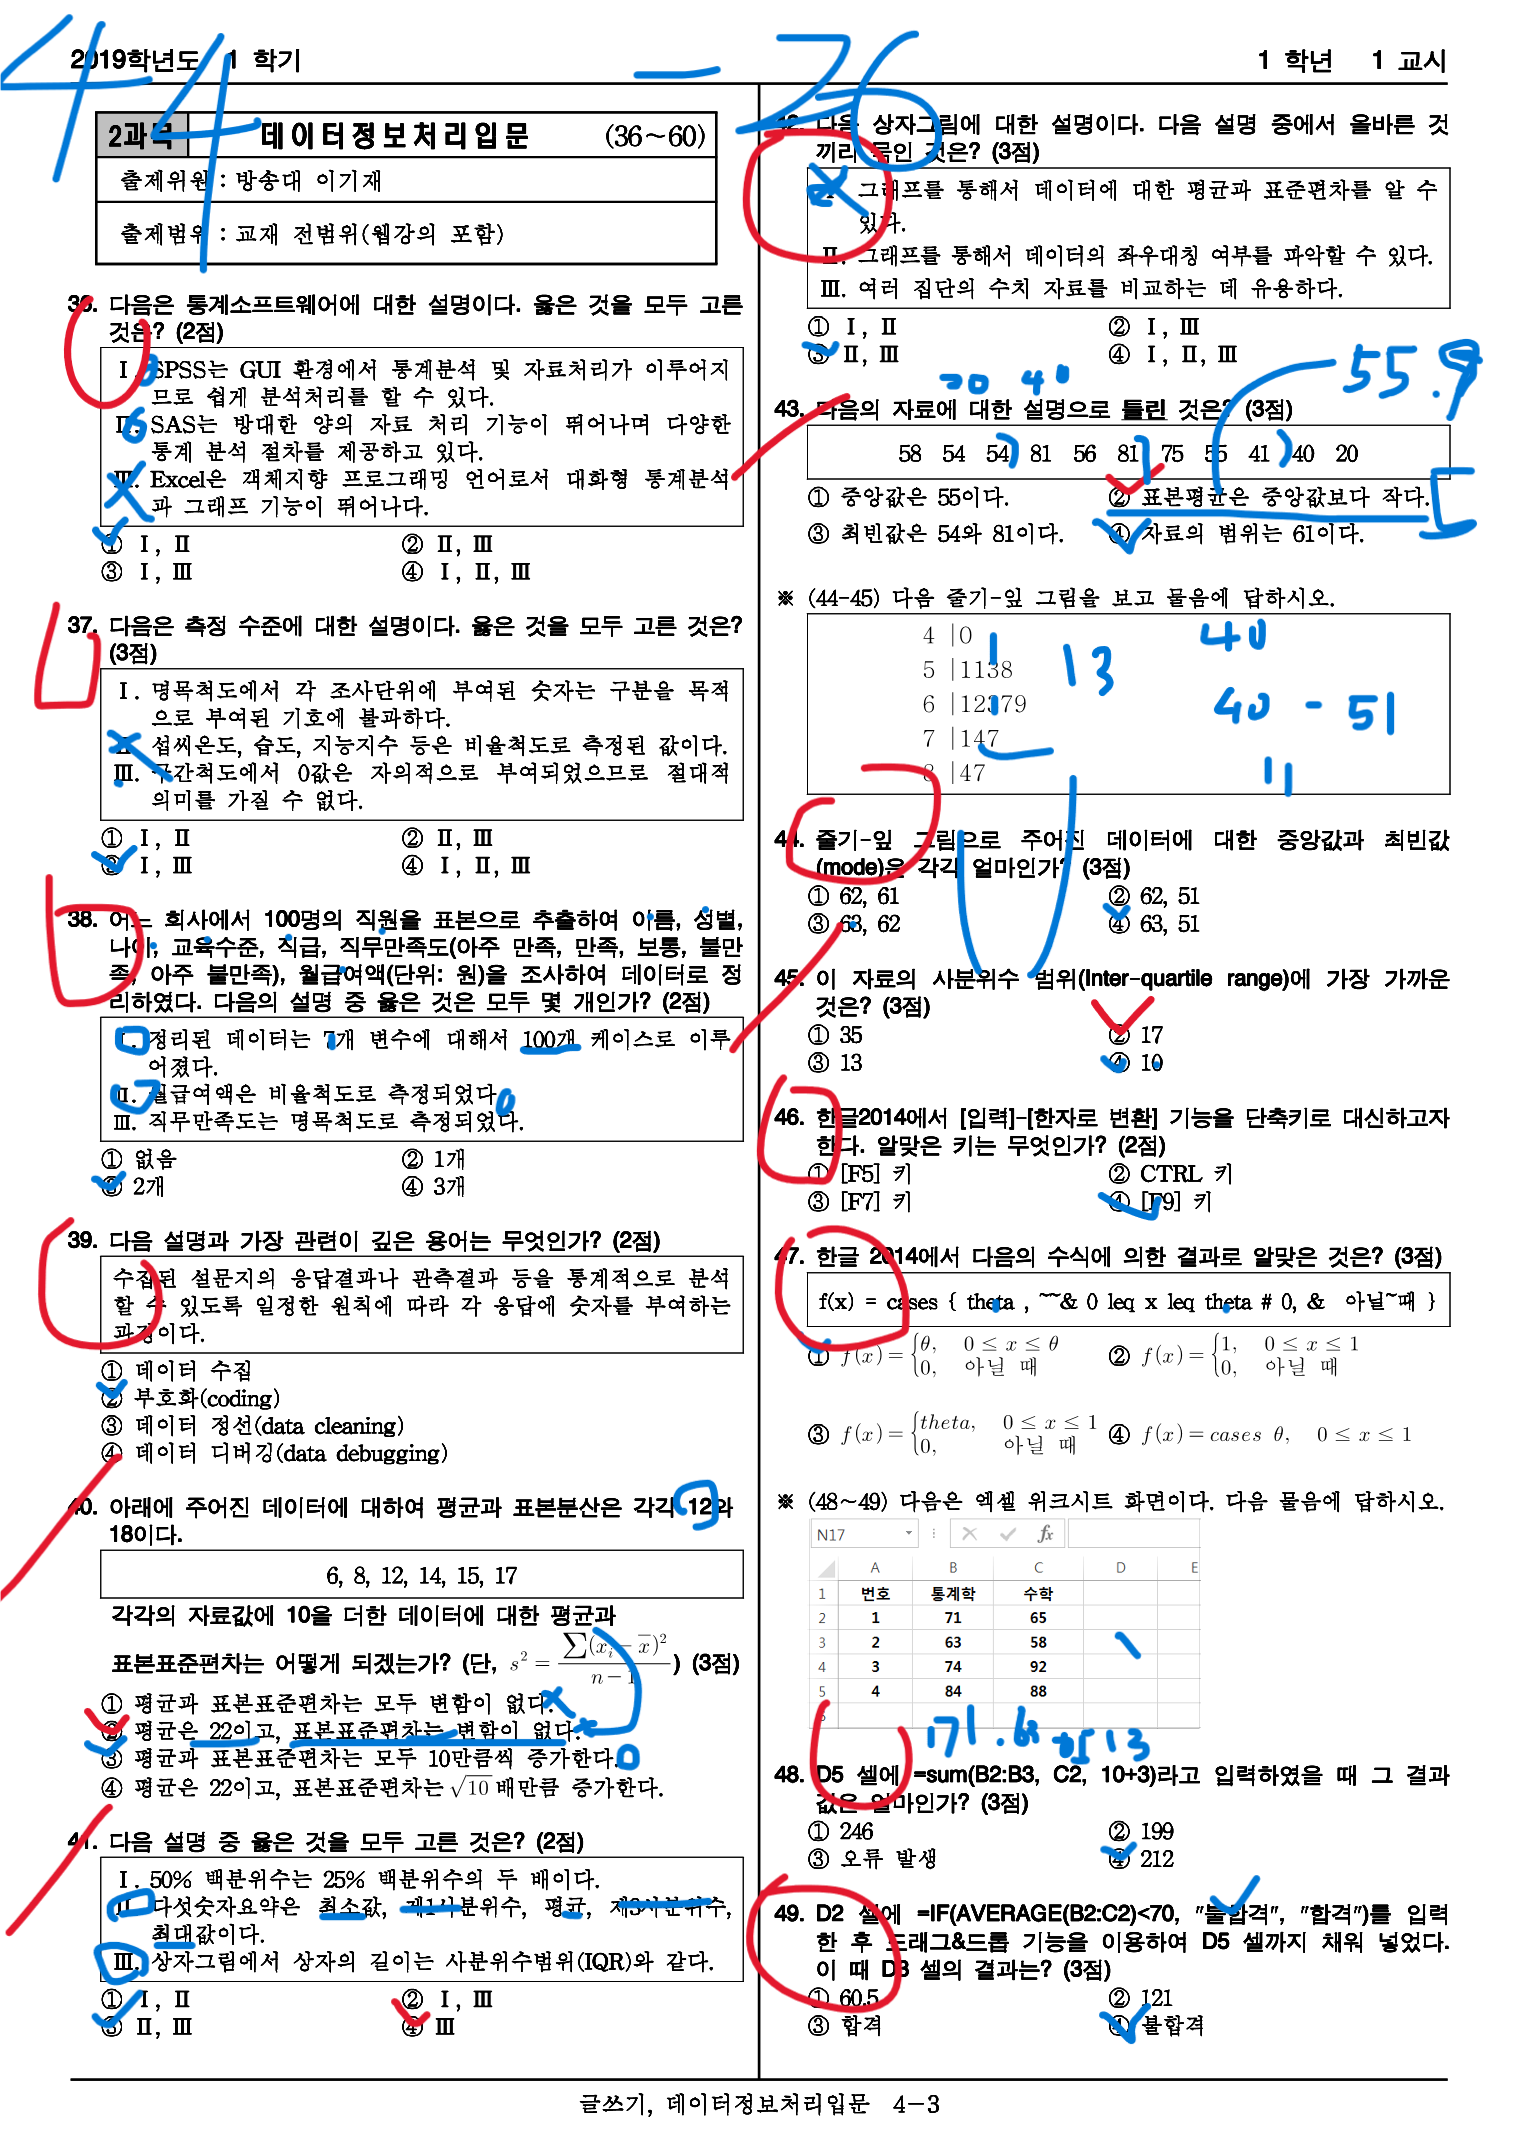 2019학년도 1 학기
1 학년 1 교시
44
-26
2과목 데이터정보처리입문 (36~60)
출제위원 : 방송대 이기재
출제범위 : 교재 전범위(웹강의 포함)
36. 다음은 통계소프트웨어에 대한 설명이다. 옳은 것을 모두 고른
것은? (2점)
Ⅰ. SPSS는 GUI 환경에서 통계분석 및 자료처리가 이루어지
므로 쉽게 분석처리를 할 수 있다.
Ⅱ. SAS는 방대한 양의 자료 처리 기능이 뛰어나며 다양한
통계 분석 절차를 제공하고 있다.
Ⅲ. Excel은 객체지향 프로그래밍 언어로서 대화형 통계분석
과 그래프 기능이 뛰어나다.
① Ⅰ, Ⅱ ② Ⅱ, Ⅲ
③ Ⅰ, Ⅲ ④ Ⅰ, Ⅱ, Ⅲ
37. 다음은 측정 수준에 대한 설명이다. 옳은 것을 모두 고른 것은?
(3점)
Ⅰ. 명목척도에서 각 조사단위에 부여된 숫자는 구분을 목적
으로 부여된 기호에 불과하다.
Ⅱ. 섭씨온도, 습도, 지능지수 등은 비율척도로 측정된 값이다.
Ⅲ. 구간척도에서 0값은 자의적으로 부여되었으므로 절대적
의미를 가질 수 없다.
① Ⅰ, Ⅱ ② Ⅱ, Ⅲ
③ Ⅰ, Ⅲ ④ Ⅰ, Ⅱ, Ⅲ
38. 어느 회사에서 100명의 직원을 표본으로 추출하여 이름, 성별,
나이, 교육수준, 직급, 직무만족도(아주 만족, 만족, 보통, 불만
족, 아주 불만족), 월급여액(단위: 원)을 조사하여 데이터로 정
리하였다. 다음의 설명 중 옳은 것은 모두 몇 개인가? (2점)
Ⅰ. 정리된 데이터는 7개 변수에 대해서 100개 케이스로 이루
어졌다.
Ⅱ. 월급여액은 비율척도로 측정되었다.
Ⅲ. 직무만족도는 명목척도로 측정되었다.
① 없음 ② 1개
③ 2개 ④ 3개
39. 다음 설명과 가장 관련이 깊은 용어는 무엇인가? (2점)
수집된 설문지의 응답결과나 관측결과 등을 통계적으로 분석
할 수 있도록 일정한 원칙에 따라 각 응답에 숫자를 부여하는
과정이다.
① 데이터 수집
② 부호화(coding)
③ 데이터 정선(data cleaning)
④ 데이터 디버깅(data debugging)
40. 아래에 주어진 데이터에 대하여 평균과 표본분산은 각각 12와
18이다.
6, 8, 12, 14, 15, 17
각각의 자료값에 10을 더한 데이터에 대한 평균과
표본표준편차는 어떻게 되겠는가? (단, s² = ∑(xᵢ − x̄)² / (n−1) ) (3점)
① 평균과 표본표준편차는 모두 변함이 없다.
② 평균은 22이고, 표본표준편차는 변함이 없다.
③ 평균과 표본표준편차는 모두 10만큼씩 증가한다.
④ 평균은 22이고, 표본표준편차는 √10 배만큼 증가한다.
41. 다음 설명 중 옳은 것을 모두 고른 것은? (2점)
Ⅰ. 50% 백분위수는 25% 백분위수의 두 배이다.
Ⅱ. 다섯숫자요약은 최소값, 제1사분위수, 평균, 제3사분위수,
최대값이다.
Ⅲ. 상자그림에서 상자의 길이는 사분위수범위(IQR)와 같다.
① Ⅰ, Ⅱ ② Ⅰ, Ⅲ
③ Ⅱ, Ⅲ ④ Ⅲ
42. 다음 상자그림에 대한 설명이다. 다음 설명 중에서 올바른 것
끼리 묶인 것은? (3점)
Ⅰ. 그래프를 통해서 데이터에 대한 평균과 표준편차를 알 수
있다.
Ⅱ. 그래프를 통해서 데이터의 좌우대칭 여부를 파악할 수 있다.
Ⅲ. 여러 집단의 수치 자료를 비교하는 데 유용하다.
① Ⅰ, Ⅱ ② Ⅰ, Ⅲ
③ Ⅱ, Ⅲ ④ Ⅰ, Ⅱ, Ⅲ
20 40
55.9
43. 다음의 자료에 대한 설명으로 틀린 것은? (3점)
58 54 54 81 56 81 75 55 41 40 20
① 중앙값은 55이다. ② 표본평균은 중앙값보다 작다.
③ 최빈값은 54와 81이다. ④ 자료의 범위는 61이다.
※ (44-45) 다음 줄기-잎 그림을 보고 물음에 답하시오.
4 |0
5 |1138
6 |12379
7 |147
8 |47
13
40
40 - 51
11
44. 줄기-잎 그림으로 주어진 데이터에 대한 중앙값과 최빈값
(mode)은 각각 얼마인가? (3점)
① 62, 61 ② 62, 51
③ 63, 62 ④ 63, 51
45. 이 자료의 사분위수 범위(Inter-quartile range)에 가장 가까운
것은? (3점)
① 35 ② 17
③ 13 ④ 10
46. 한글2014에서 [입력]-[한자로 변환] 기능을 단축키로 대신하고자
한다. 알맞은 키는 무엇인가? (2점)
① [F5] 키 ② CTRL 키
③ [F7] 키 ④ [F9] 키
47. 한글 2014에서 다음의 수식에 의한 결과로 알맞은 것은? (3점)
f(x) = cases { theta , ~~& 0 leq x leq theta # 0, & 아닐~때 }
① f(x) = { θ, 0 ≤ x ≤ θ ② f(x) = { 1, 0 ≤ x ≤ 1
0, 아닐 때 0, 아닐 때
③ f(x) = { theta, 0 ≤ x ≤ 1 ④ f(x) = cases θ, 0 ≤ x ≤ 1
0, 아닐 때
※ (48~49) 다음은 엑셀 워크시트 화면이다. 다음 물음에 답하시오.
N17 fx
A B C D E
1 번호 통계학 수학
2 1 71 65
3 2 63 58
4 3 74 92
5 4 84 88
6
48. D5 셀에 =sum(B2:B3, C2, 10+3)라고 입력하였을 때 그 결과
값은 얼마인가? (3점)
① 246 ② 199
③ 오류 발생 ④ 212
49. D2 셀에 =IF(AVERAGE(B2:C2)<70, "불합격", "합격")를 입력
한 후 드래그&드롭 기능을 이용하여 D5 셀까지 채워 넣었다.
이 때 D3 셀의 결과는? (3점)
① 60.5 ② 121
③ 합격 ④ 불합격
글쓰기, 데이터정보처리입문 4-3